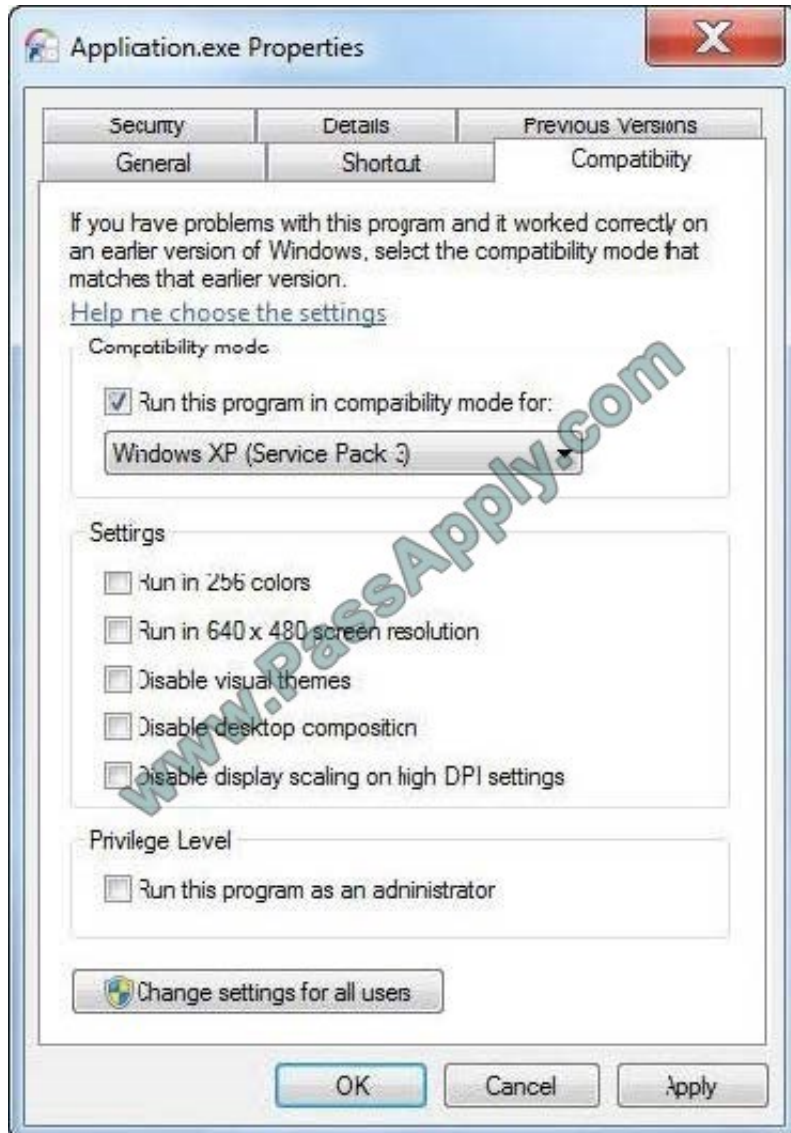 Application.exe Properties
Security
Details
Previous Versions
General
Shortcut
Compatibility
If you have problems with this program and it worked correctly on
an earlier version of Windows, select the compatibility mode that
matches that earlier version.
Help me choose the settings
Compatibility mode
Run this program in compatibility mode for:
Windows XP (Service Pack 3)
Settings
Run in 256 colors
Run in 640 x 480 screen resolution
Disable visual themes
Disable desktop composition
Disable display scaling on high DPI settings
Privilege Level
Run this program as an administrator
Change settings for all users
OK
Cancel
Apply
www.PassApply.com